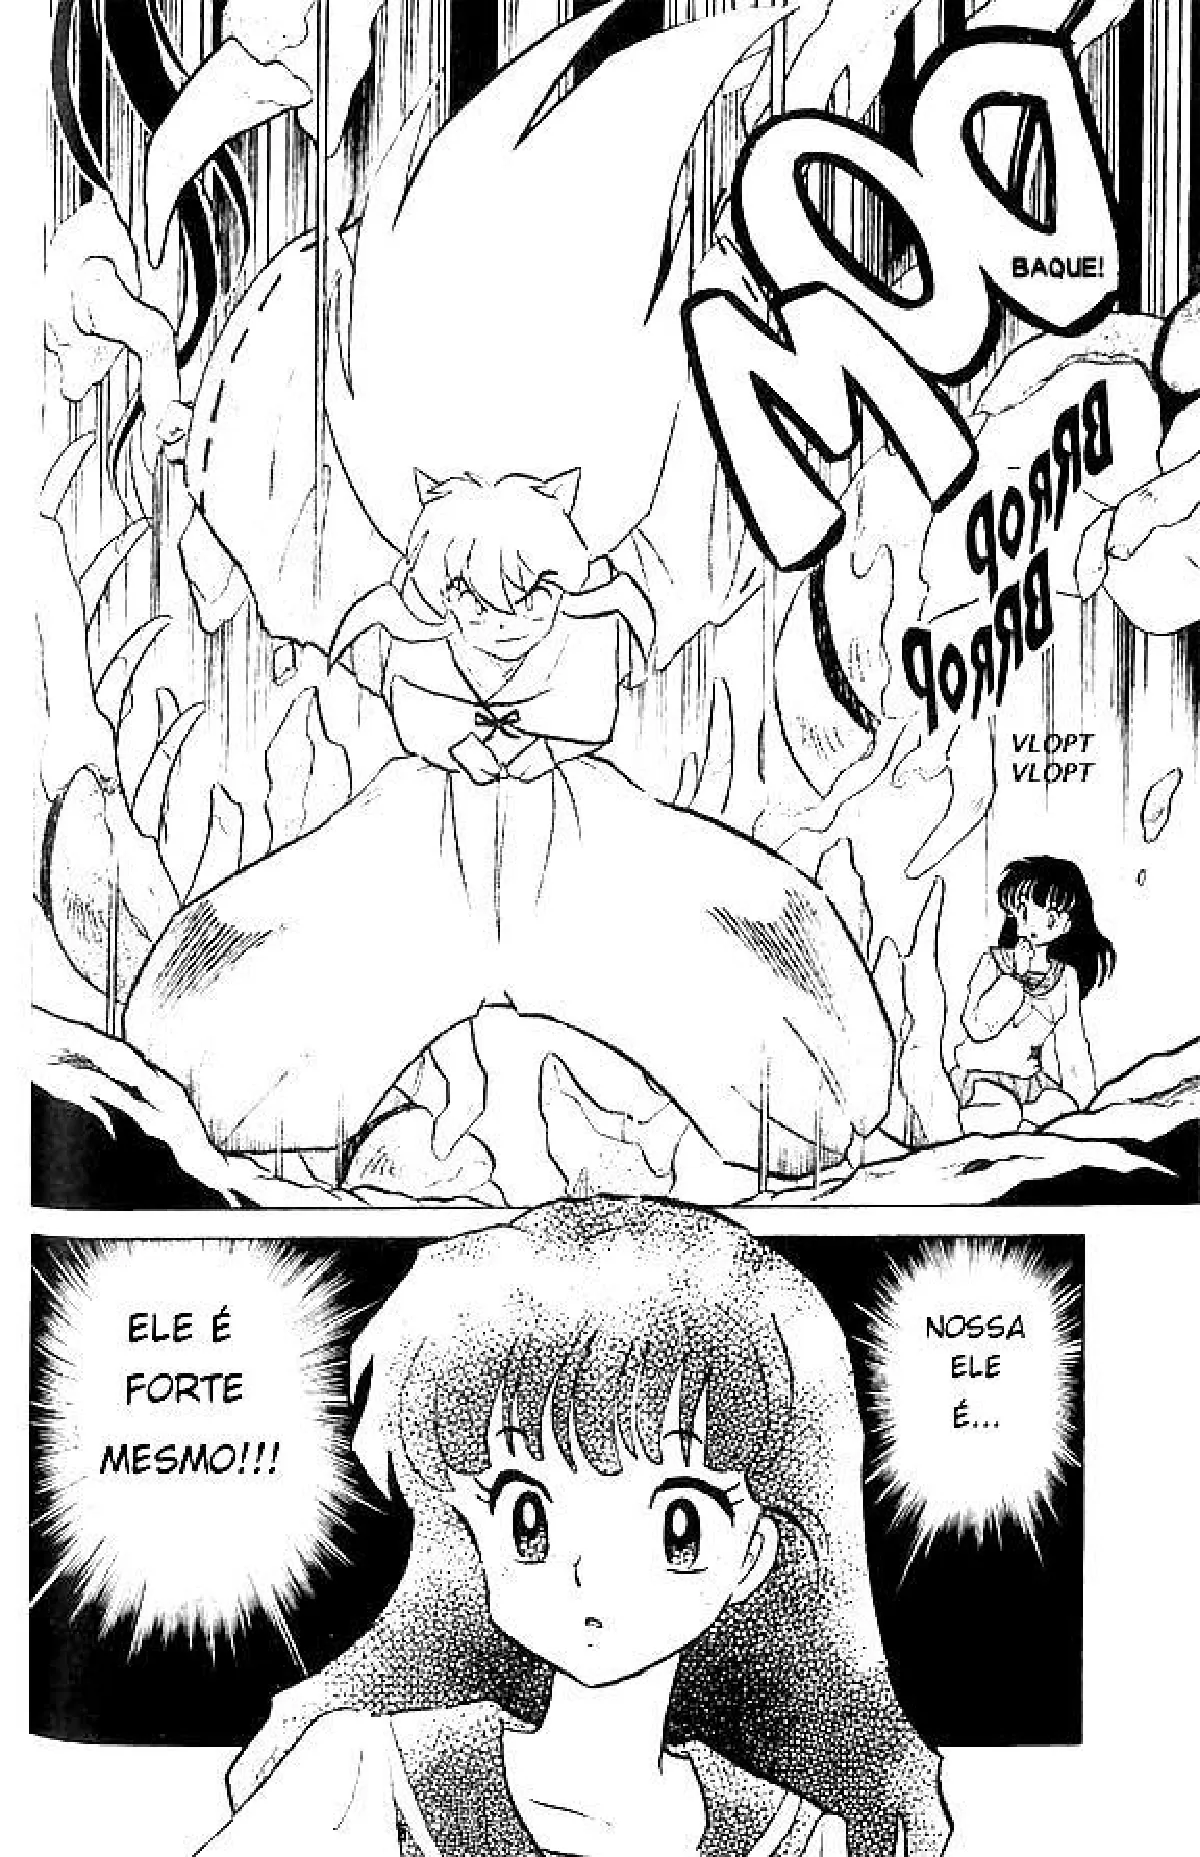 DOM
BAQUE!
BRROP
BRROP
VLOPT
VLOPT
NOSSA
ELE
É...
ELE É
FORTE
MESMO!!!